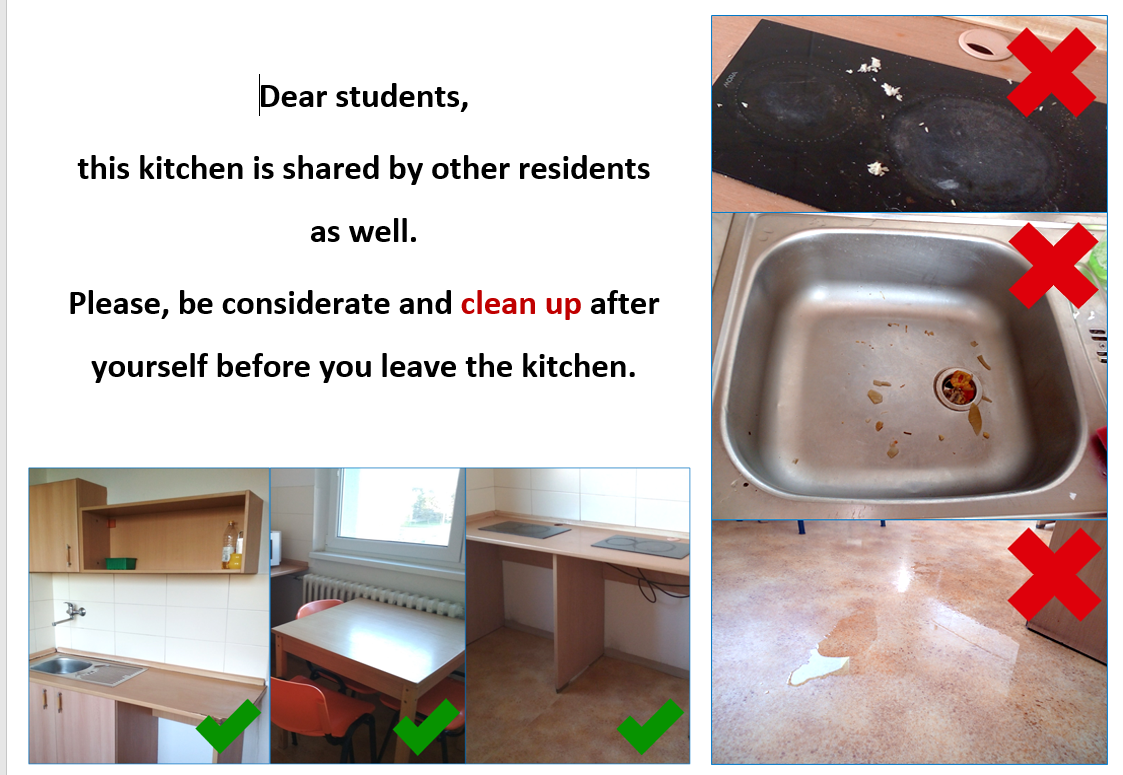 Dear students,
this kitchen is shared by other residents
as well.
Please, be considerate and clean up after
yourself before you leave the kitchen.
MORA